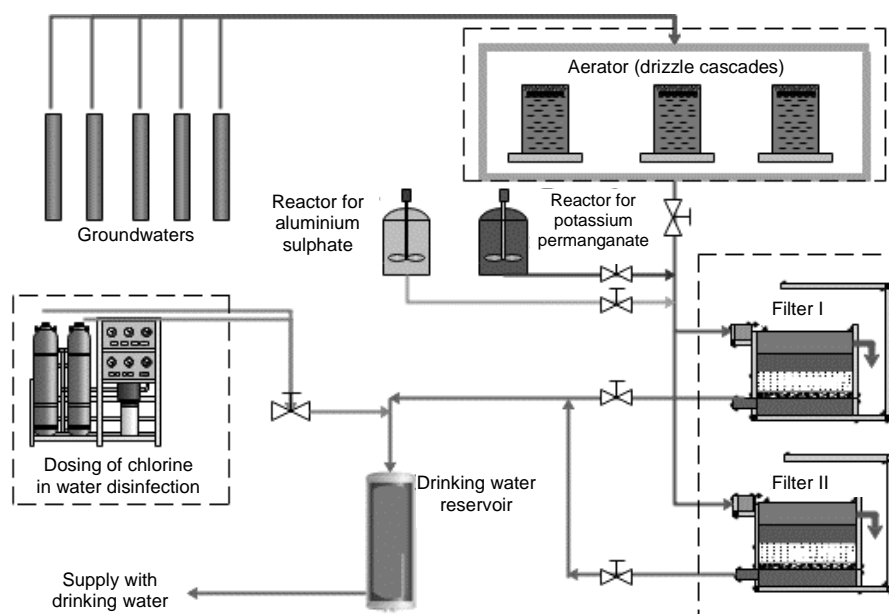 Aerator (drizzle cascades)
Groundwaters
Reactor for
aluminium
sulphate
Reactor for
potassium
permanganate
Filter I
Dosing of chlorine
in water disinfection
Drinking water
reservoir
Filter II
Supply with
drinking water